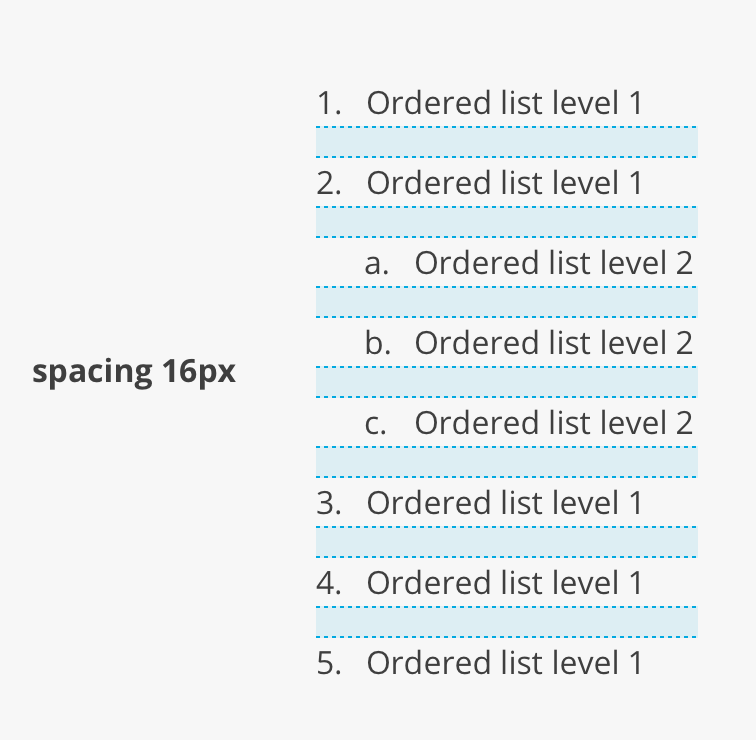 1. Ordered list level 1
2. Ordered list level 1
a. Ordered list level 2
b. Ordered list level 2
spacing 16px
c. Ordered list level 2
3. Ordered list level 1
4. Ordered list level 1
5. Ordered list level 1